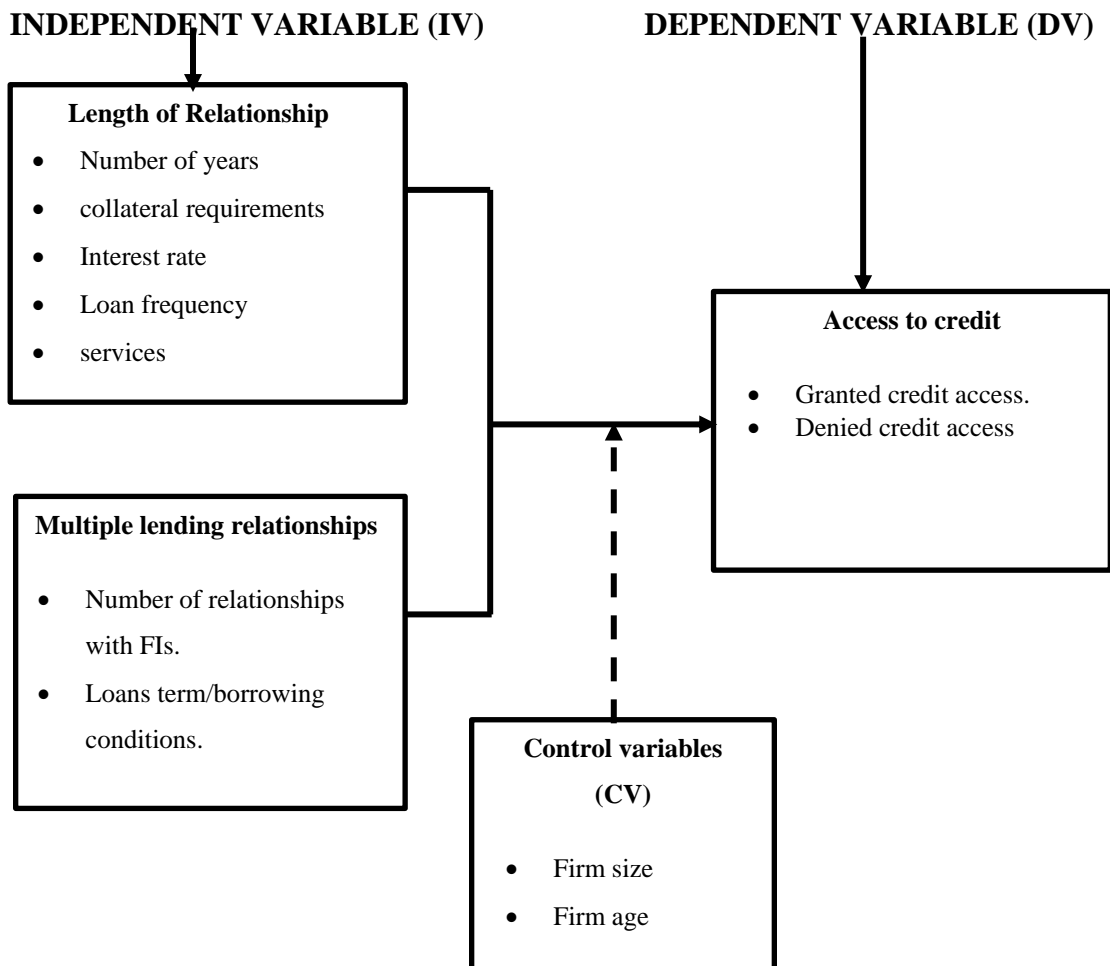 INDEPENDENT VARIABLE (IV)
DEPENDENT VARIABLE (DV)
Length of Relationship
• Number of years
• collateral requirements
• Interest rate
• Loan frequency
• services
Access to credit
• Granted credit access.
• Denied credit access
Multiple lending relationships
• Number of relationships
with FIs.
• Loans term/borrowing
conditions.
Control variables
(CV)
• Firm size
• Firm age